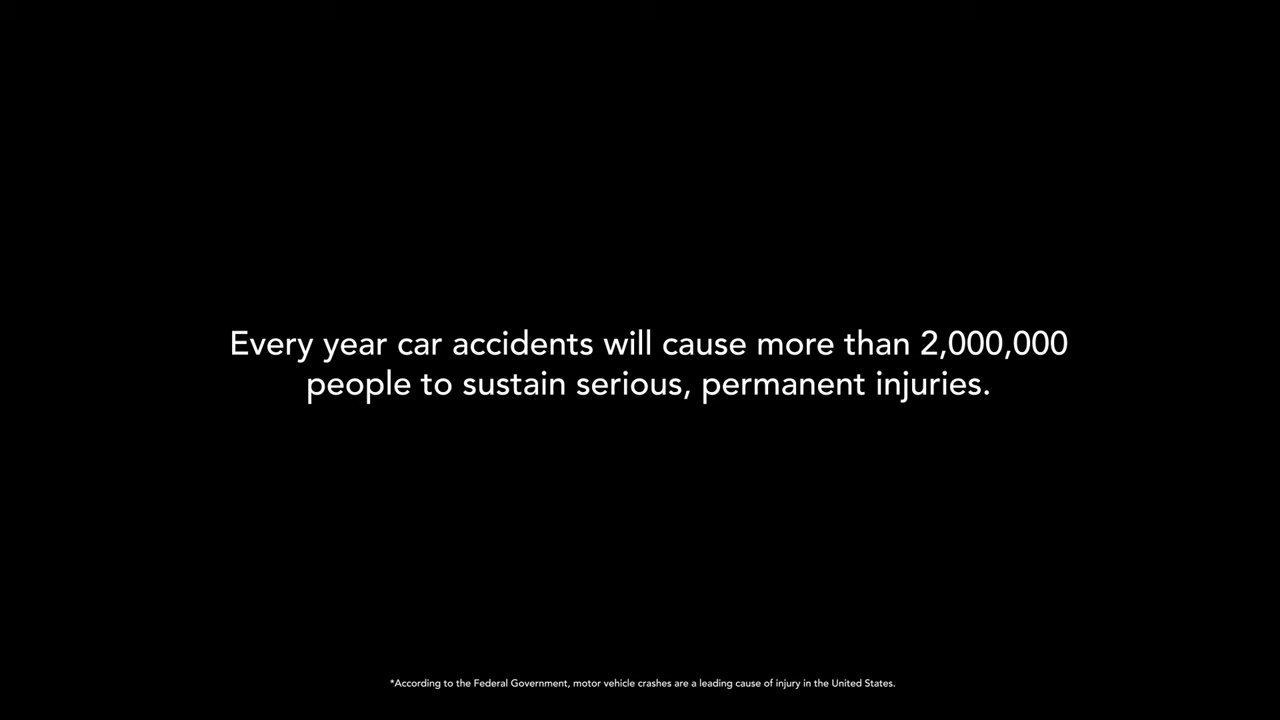 Every year car accidents will cause more than 2,000,000
people to sustain serious, permanent injuries.
*According to the Federal Government, motor vehicle crashes are a leading cause of injury in the United States.